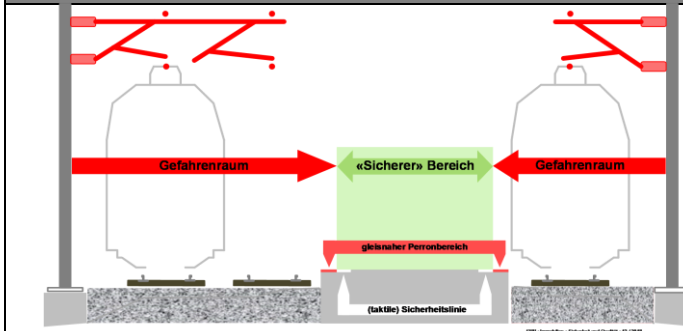 Gefahrenraum
«Sicherer» Bereich
Gefahrenraum
gleisnaher Perronbereich
(taktile) Sicherheitslinie